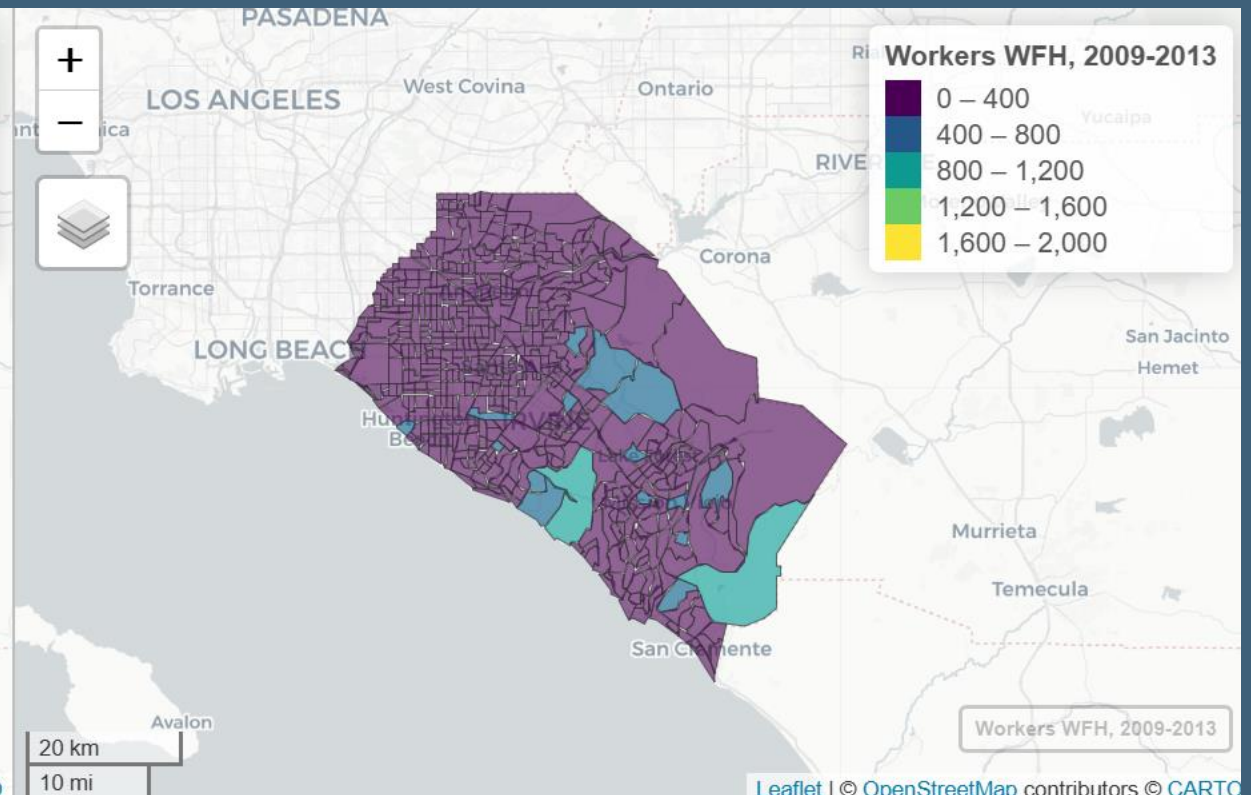 PASADENA
+
LOS ANGELES
West Covina
Ontario
−
Torrance
LONG BEAC
Corona
Workers WFH, 2009-2013
0 – 400
400 – 800
800 – 1,200
1,200 – 1,600
1,600 – 2,000
Yucaipa
San Jacinto
Hemet
Murrieta
Temecula
San Clemente
Avalon
20 km
10 mi
Workers WFH, 2009-2013
Leaflet | © OpenStreetMap contributors © CARTO